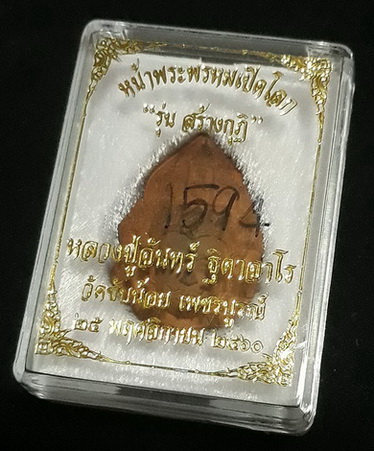 หน้าพระพรหมเปิดโลก
"รุ่น สร้างกุฏิ"
1594
หลวงปู่อินทร์ ฐิตาจาโร
วัดซับน้อย เพชรบูรณ์
๒๕ พฤศจิกายน ๒๕๖๐